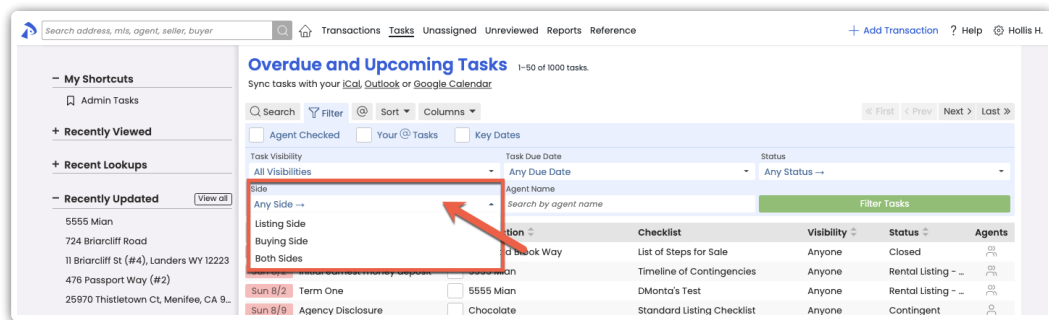 Search address, mls, agent, seller, buyer
Transactions Tasks Unassigned Unreviewed Reports Reference
+ Add Transaction ? Help Hollis H.
− My Shortcuts
Admin Tasks
+ Recently Viewed
+ Recent Lookups
− Recently Updated View all
5555 Mian
724 Briarcliff Road
11 Briarcliff St (#4), Landers WY 12223
476 Passport Way (#2)
25970 Thistletown Ct, Menifee, CA 9...
Overdue and Upcoming Tasks 1-50 of 1000 tasks.
Sync tasks with your iCal, Outlook or Google Calendar
Search Filter @ Sort Columns
« First < Prev Next > Last »
Agent Checked Your @ Tasks Key Dates
Task Visibility Task Due Date Status
All Visibilities Any Due Date Any Status →
Side Agent Name
Any Side → Search by agent name Filter Tasks
Listing Side
Buying Side
Both Sides
Checklist Visibility Status Agents
Way List of Steps for Sale Anyone Closed
5555 Mian Timeline of Contingencies Anyone Rental Listing - ...
Sun 8/2 Term One 5555 Mian DMonta's Test Anyone Rental Listing - ...
Sun 8/9 Agency Disclosure Chocolate Standard Listing Checklist Anyone Contingent